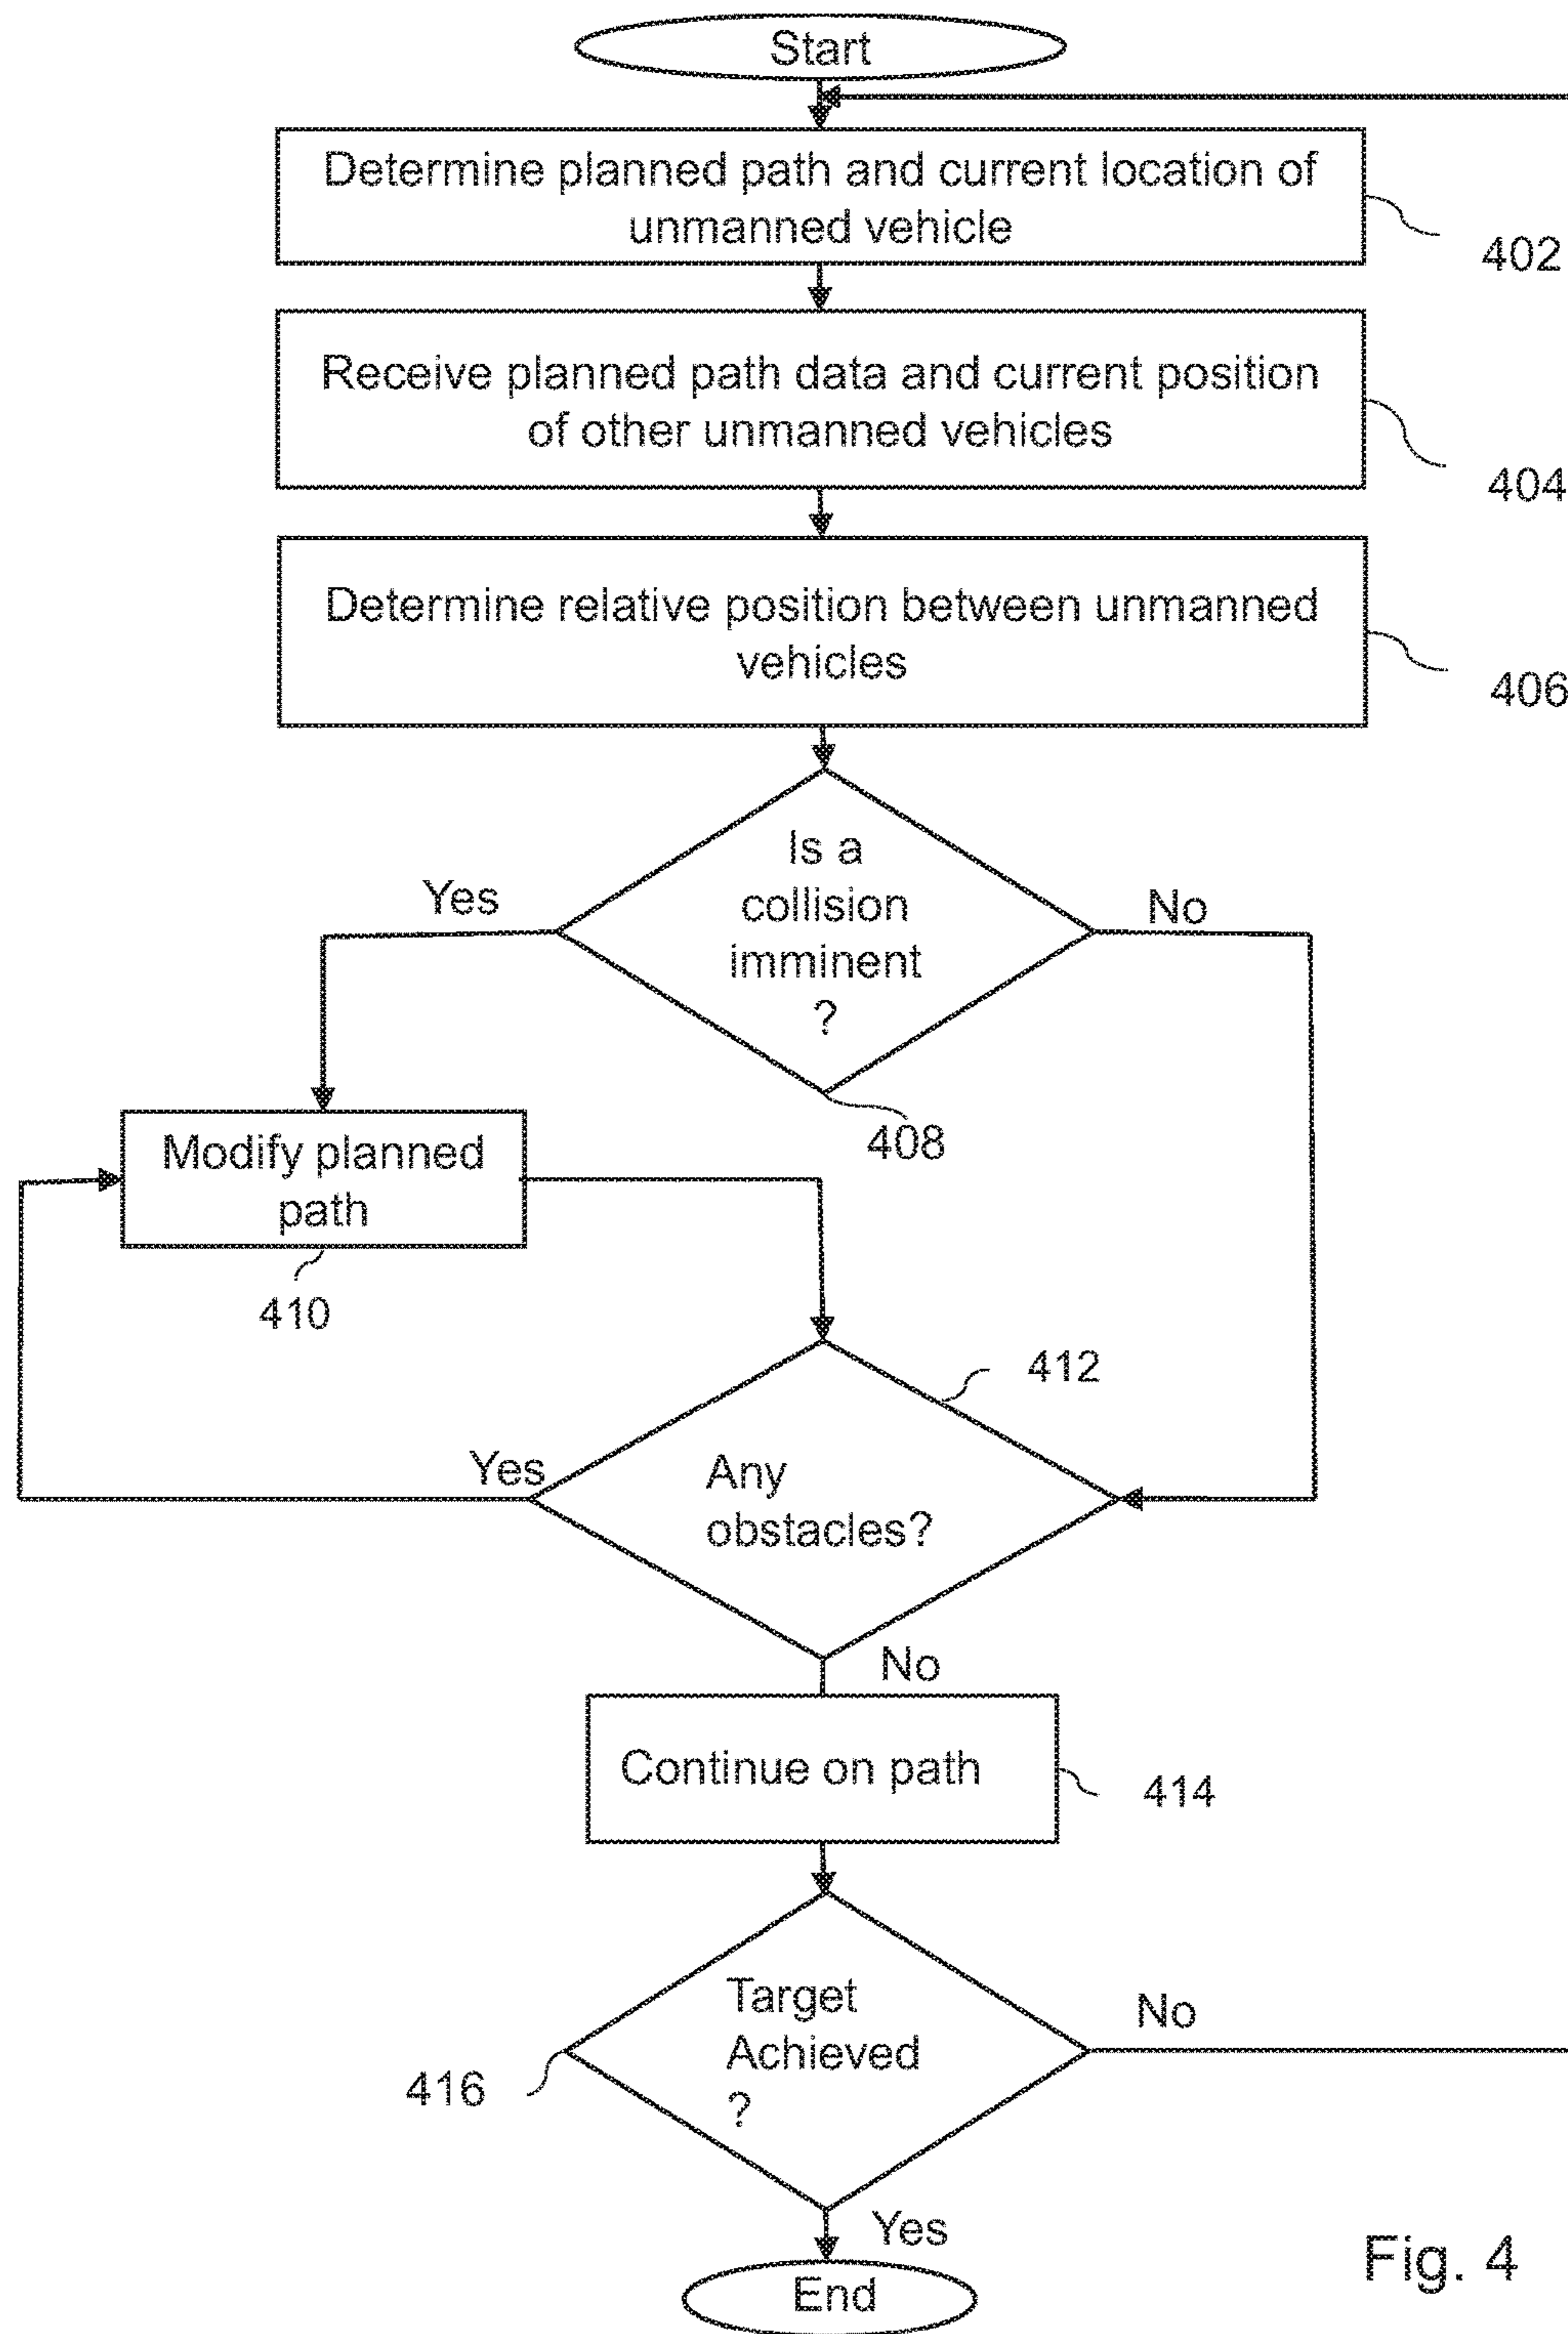 Start
Determine planned path and current location of
unmanned vehicle
402
Receive planned path data and current position
of other unmanned vehicles
404
Determine relative position between unmanned
vehicles
406
Is a
collision
imminent
?
Yes
No
408
Modify planned
path
410
412
Any
obstacles?
Yes
No
Continue on path
414
Target
Achieved
?
No
416
Yes
End
Fig. 4